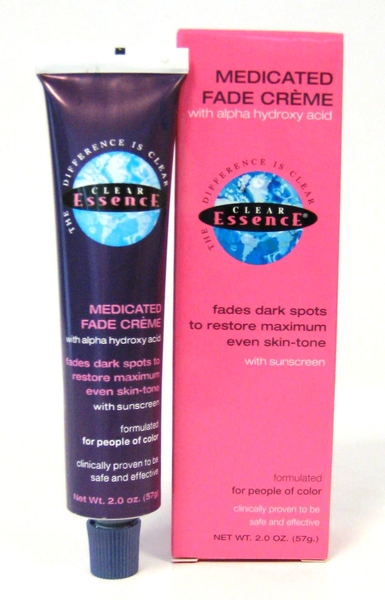 THE DIFFERENCE IS CLEAR
CLEAR
EssencE
MEDICATED
FADE CRÈME
with alpha hydroxy acid
fades dark spots to
restore maximum
even skin-tone
with sunscreen
formulated
for people of color
clinically proven to be
safe and effective
Net Wt. 2.0 oz. (57g)
MEDICATED
FADE CRÈME
with alpha hydroxy acid
THE DIFFERENCE IS CLEAR
CLEAR
EssencE®
fades dark spots
to restore maximum
even skin-tone
with sunscreen
formulated
for people of color
clinically proven to be
safe and effective
NET WT. 2.0 OZ. (57g.)